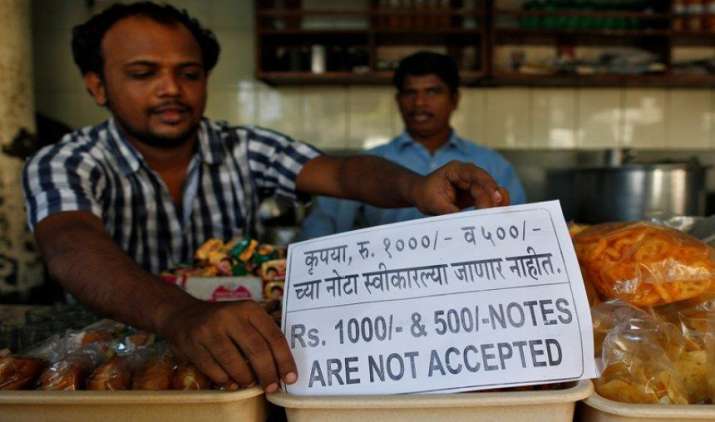 कृपया, रु. १०००/- व ५००/-
च्या नोटा स्वीकारल्या जाणार नाहीत.
Rs. 1000/- & 500/-NOTES
ARE NOT ACCEPTED